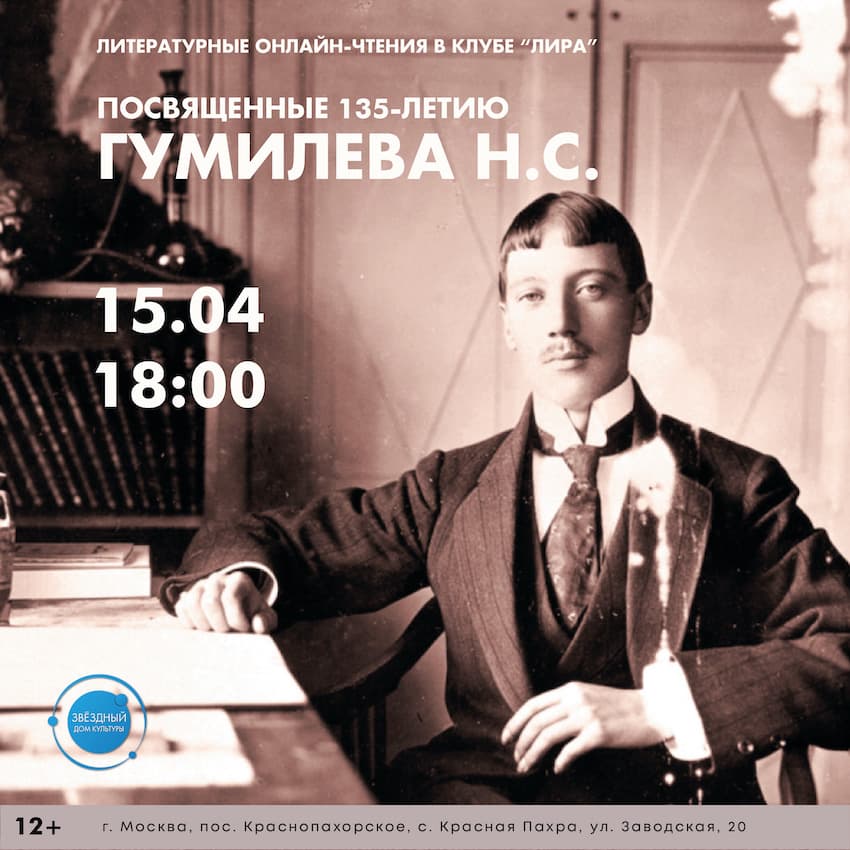 ЛИТЕРАТУРНЫЕ ОНЛАЙН-ЧТЕНИЯ В КЛУБЕ “ЛИРА”
ПОСВЯЩЕННЫЕ 135-ЛЕТИЮ
ГУМИЛЕВА Н.С.
15.04
18:00
ЗВЁЗДНЫЙ
ДОМ КУЛЬТУРЫ
12+ г. Москва, пос. Краснопахорское, с. Красная Пахра, ул. Заводская, 20